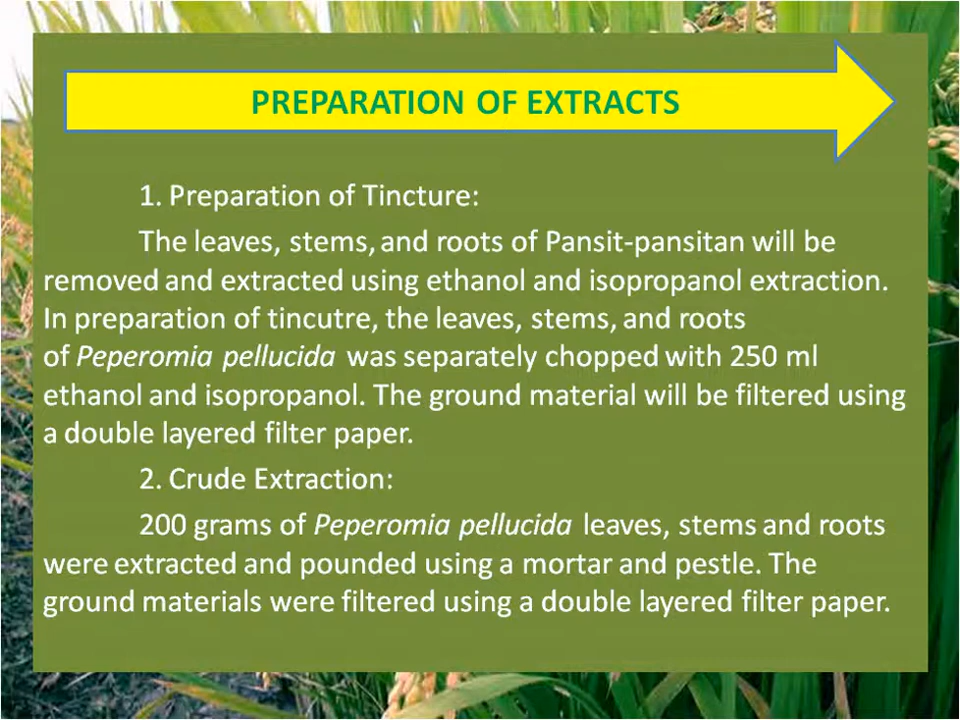 PREPARATION OF EXTRACTS
1. Preparation of Tincture:
The leaves, stems, and roots of Pansit-pansitan will be
removed and extracted using ethanol and isopropanol extraction.
In preparation of tincutre, the leaves, stems, and roots
of Peperomia pellucida was separately chopped with 250 ml
ethanol and isopropanol. The ground material will be filtered using
a double layered filter paper.
2. Crude Extraction:
200 grams of Peperomia pellucida leaves, stems and roots
were extracted and pounded using a mortar and pestle. The
ground materials were filtered using a double layered filter paper.